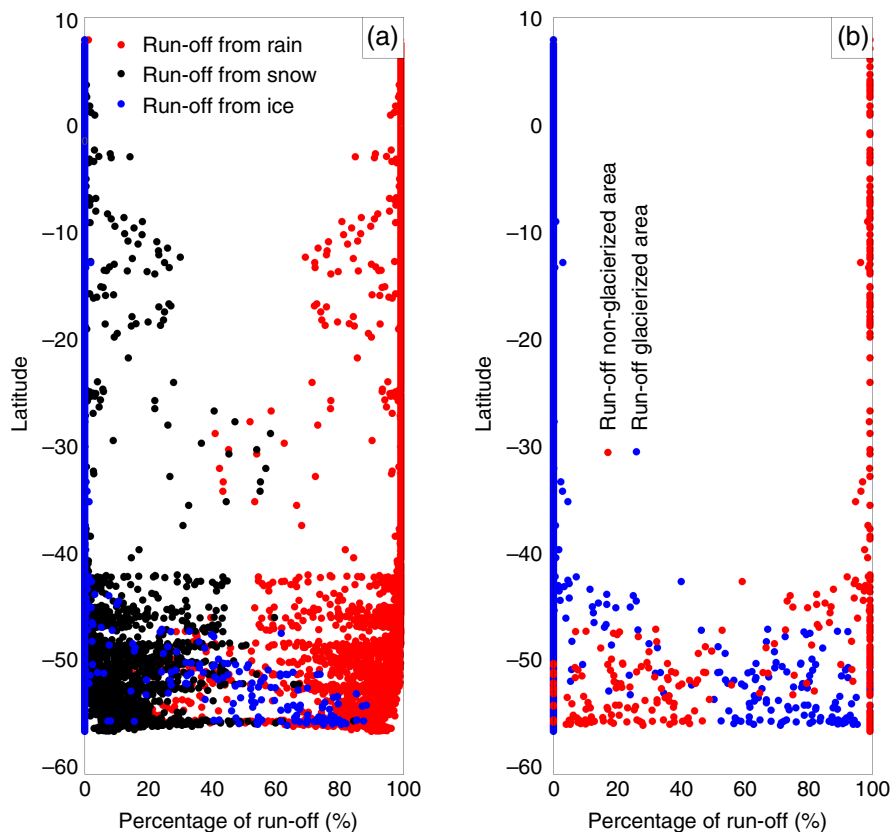 (a)
Run-off from rain
Run-off from snow
Run-off from ice
10
0
−10
−20
−30
−40
−50
−60
Latitude
0 20 40 60 80 100
Percentage of run-off (%)
(b)
Run-off non-glacierized area
Run-off glacierized area
10
0
−10
−20
−30
−40
−50
−60
Latitude
0 20 40 60 80 100
Percentage of run-off (%)